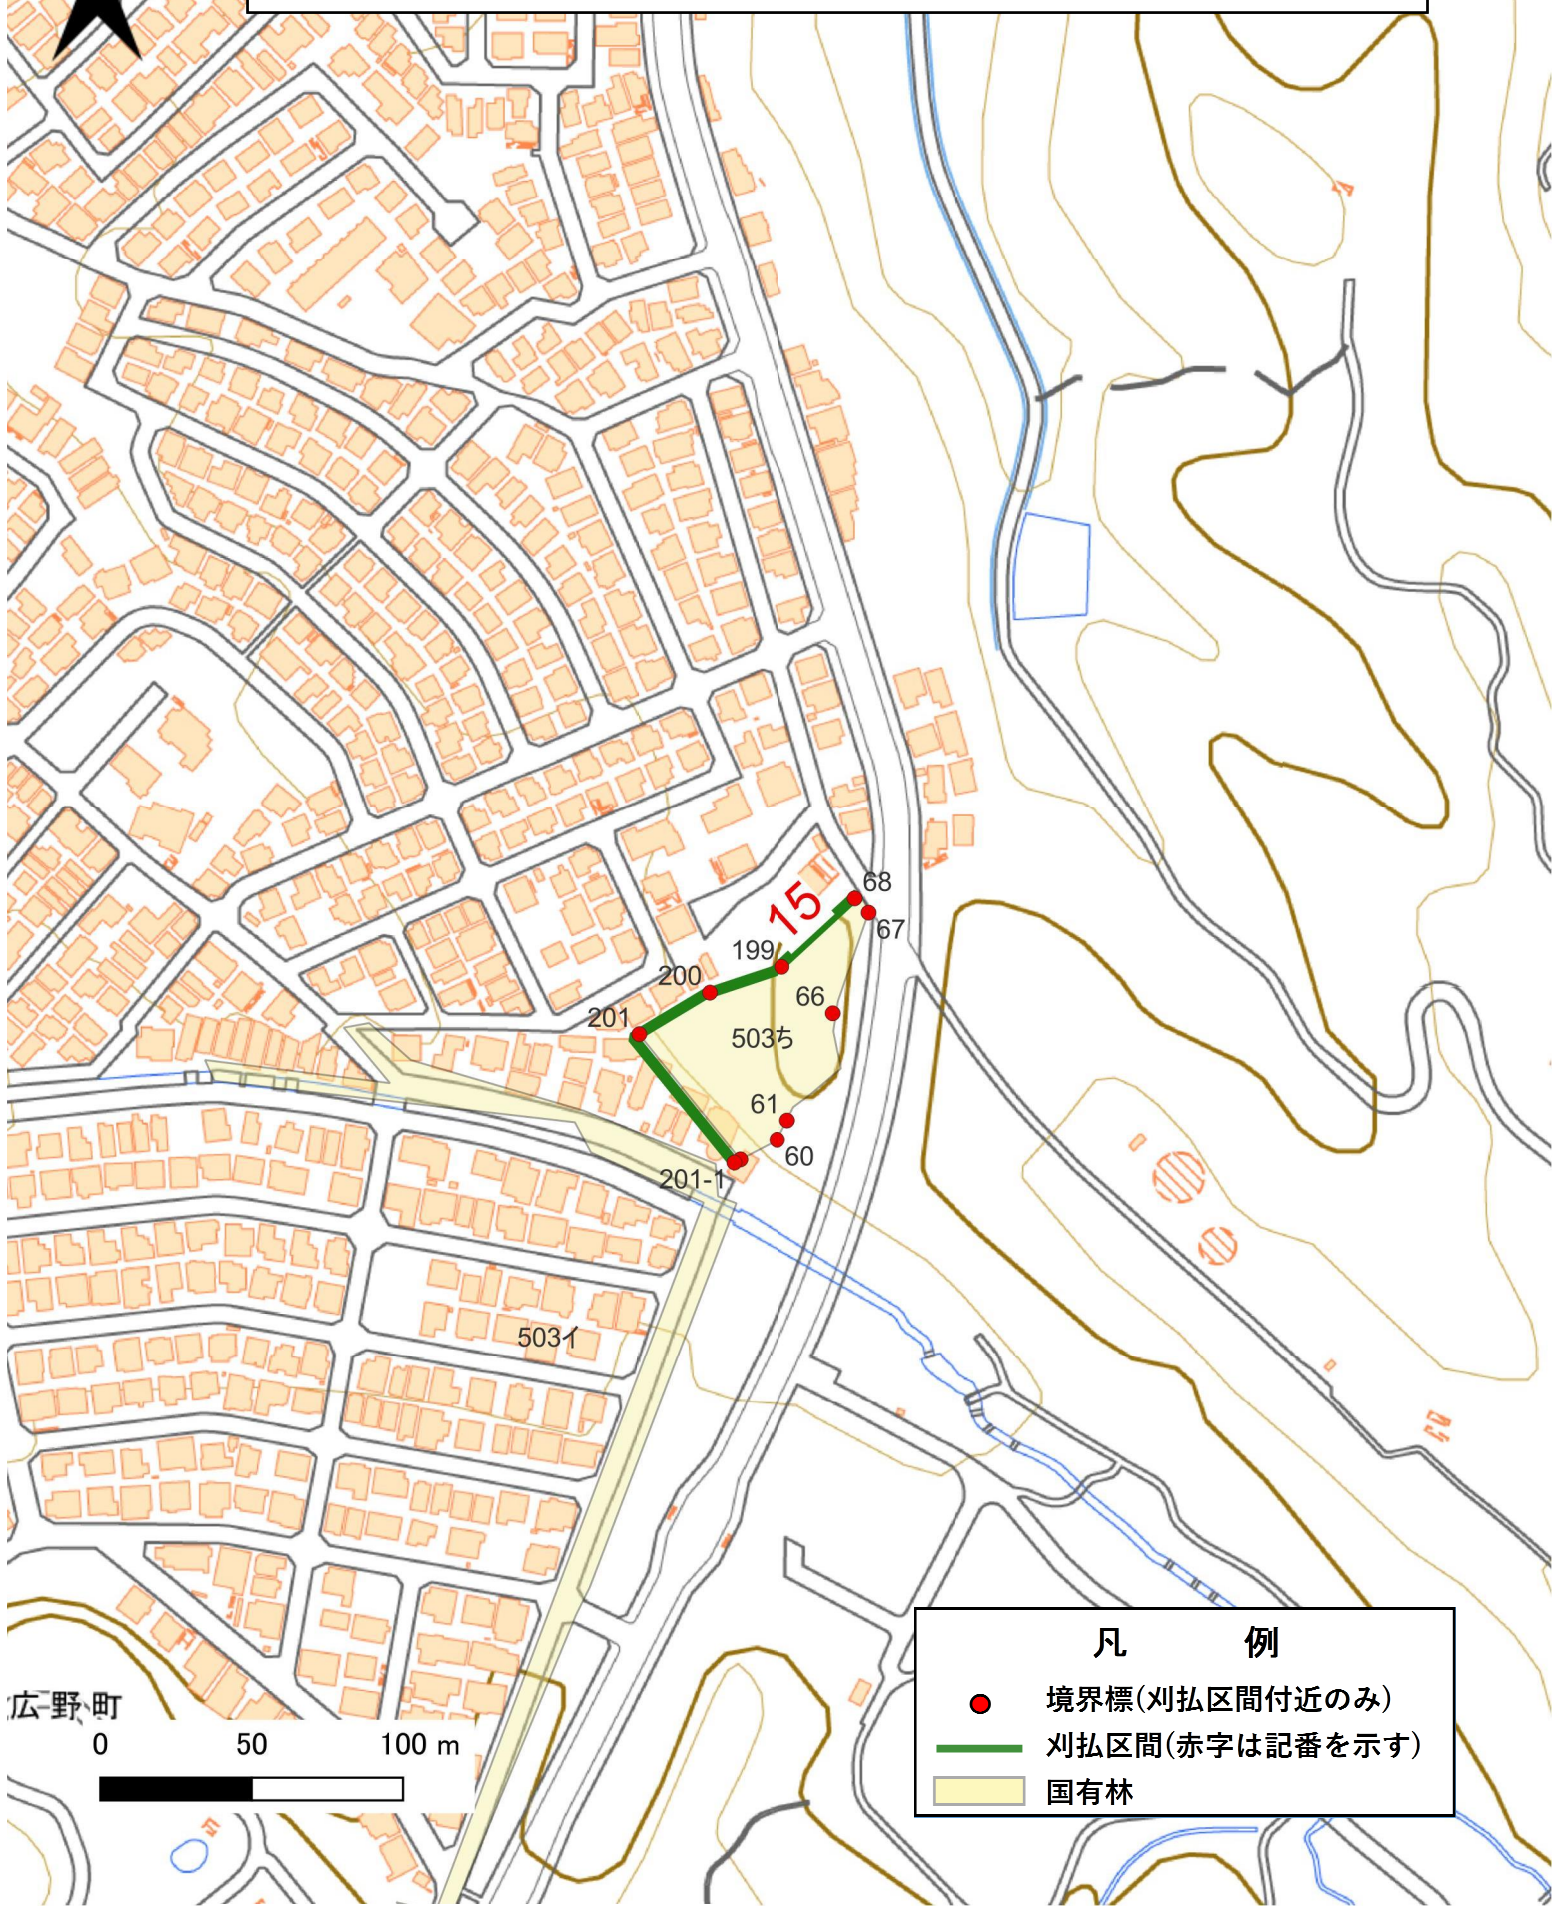 68
15
67
199
200
66
201
503ち
61
60
201-1
503イ
凡 例
境界標(刈払区間付近のみ)
刈払区間(赤字は記番を示す)
国有林
広野町
0 50 100 m